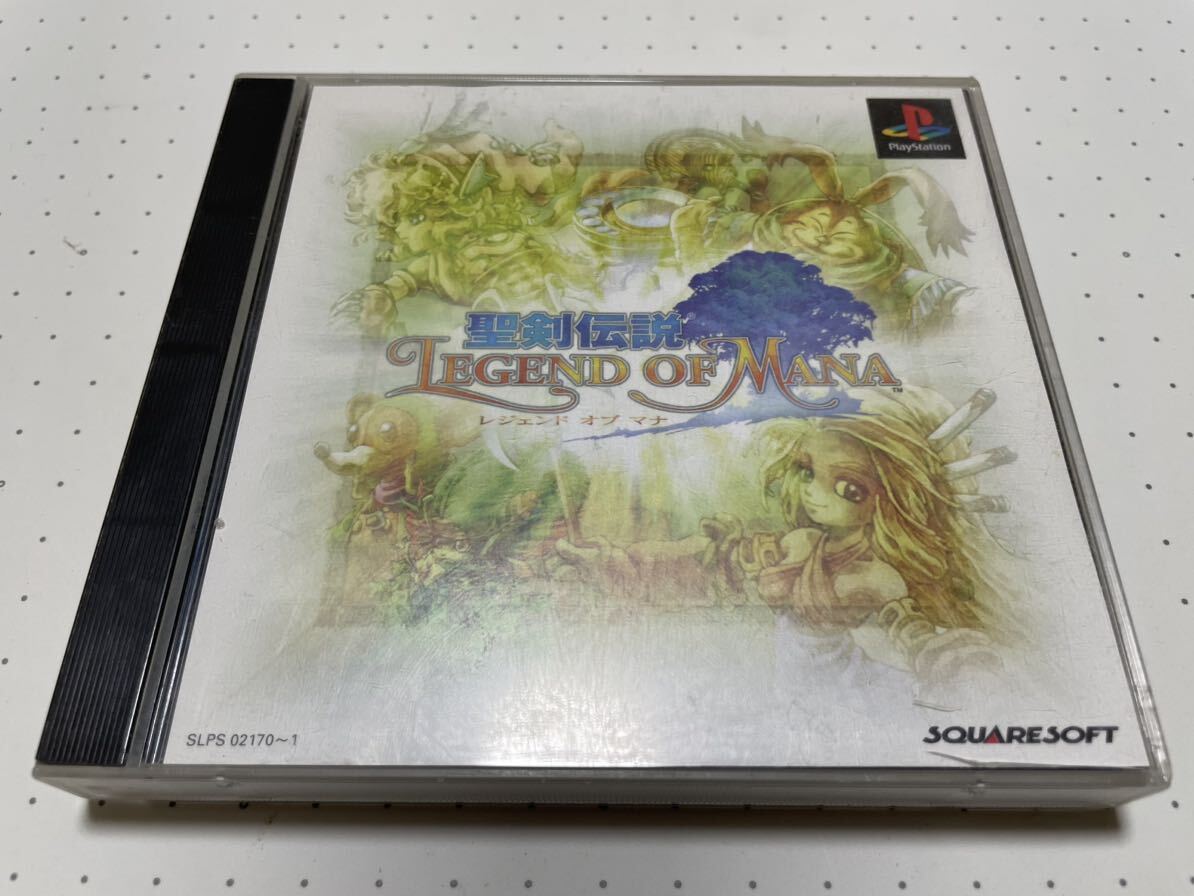 PlayStation
聖剣伝説®
LEGEND OF MANA™
レジェンド オブ マナ
SLPS 02170~1
SQUARESOFT